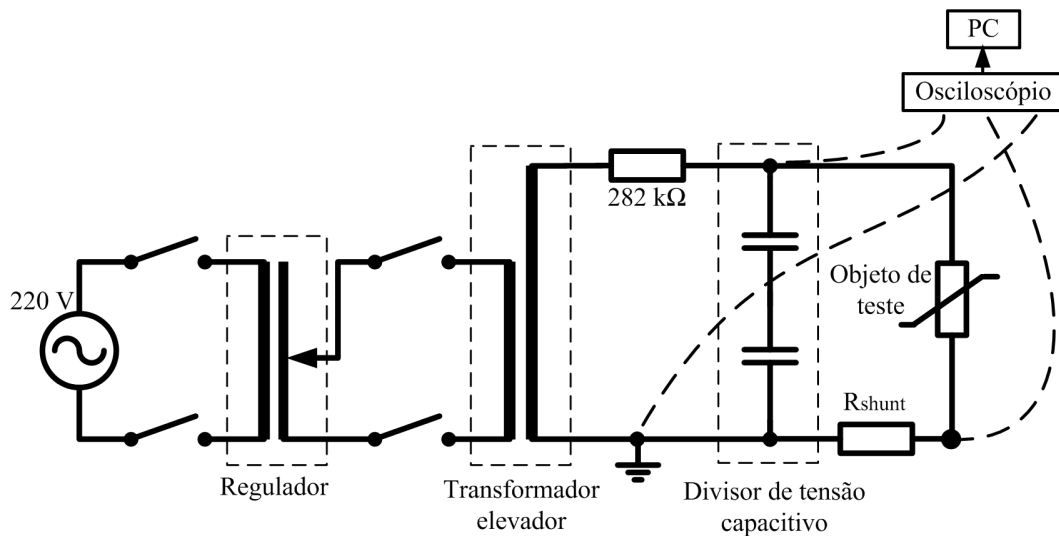 PC
Osciloscópio
282 kΩ
220 V
Objeto de
teste
Rshunt
Regulador
Transformador
elevador
Divisor de tensão
capacitivo